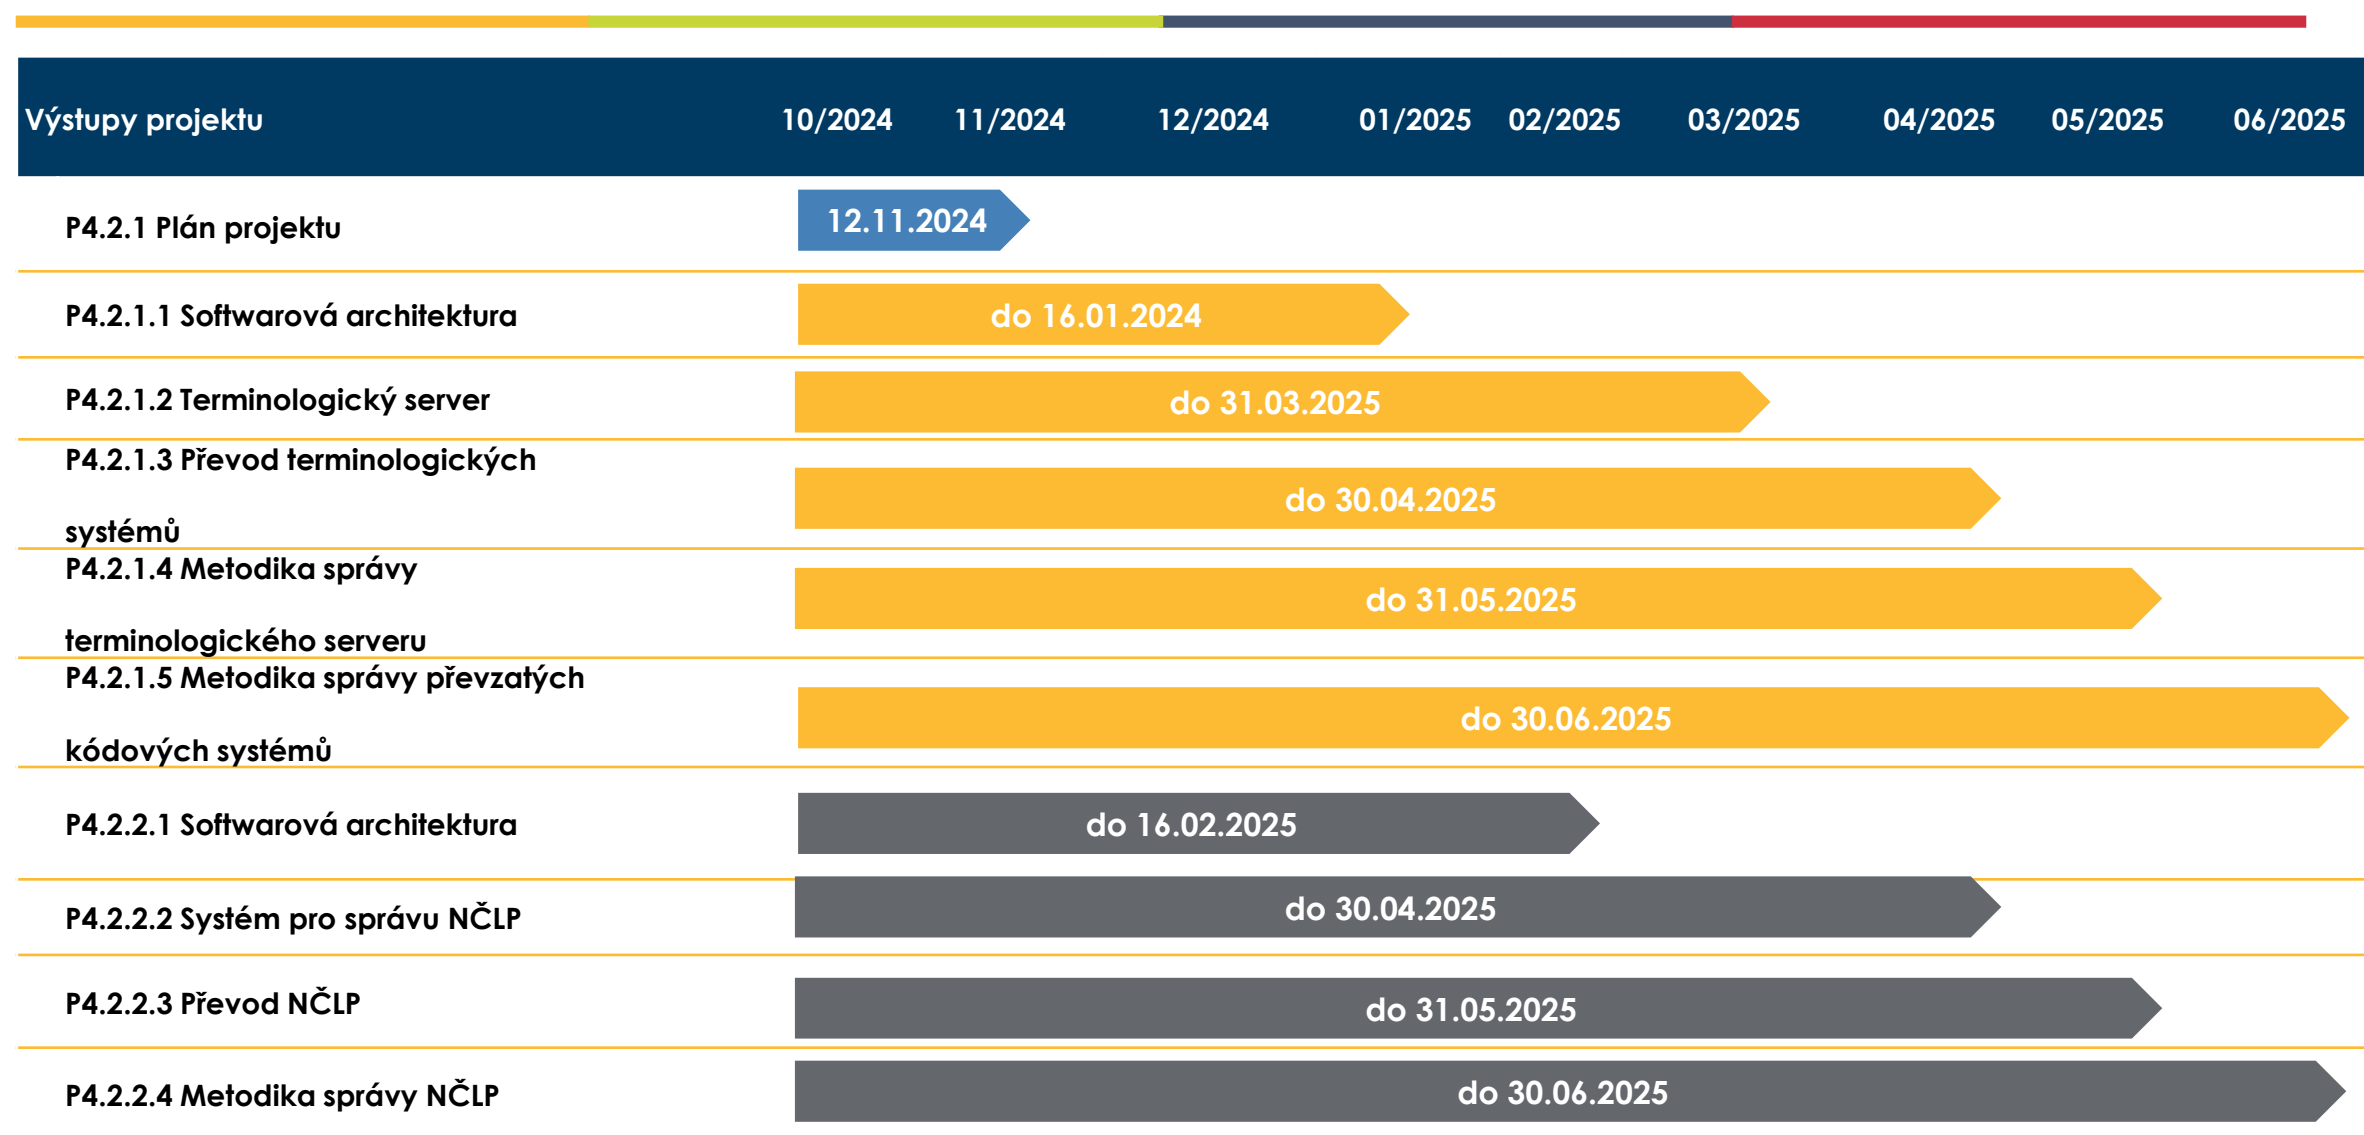 Výstupy projektu 10/2024 11/2024 12/2024 01/2025 02/2025 03/2025 04/2025 05/2025 06/2025
P4.2.1 Plán projektu 12.11.2024
P4.2.1.1 Softwarová architektura do 16.01.2024
P4.2.1.2 Terminologický server do 31.03.2025
P4.2.1.3 Převod terminologických
systémů
do 30.04.2025
P4.2.1.4 Metodika správy
terminologického serveru
do 31.05.2025
P4.2.1.5 Metodika správy převzatých
kódových systémů
do 30.06.2025
P4.2.2.1 Softwarová architektura do 16.02.2025
P4.2.2.2 Systém pro správu NČLP do 30.04.2025
P4.2.2.3 Převod NČLP do 31.05.2025
P4.2.2.4 Metodika správy NČLP do 30.06.2025